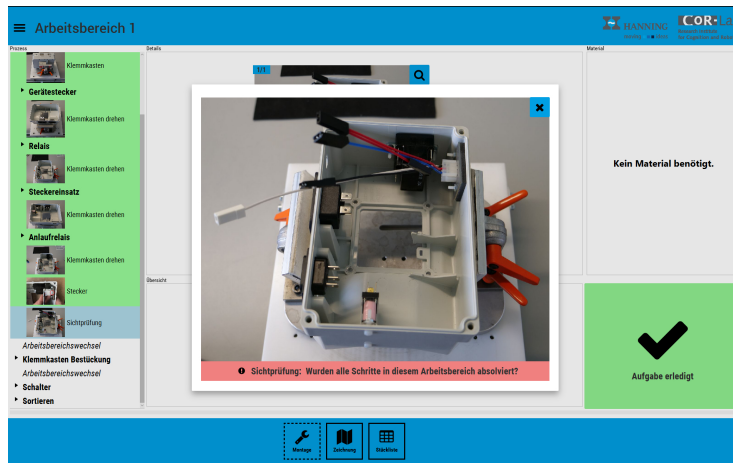 Arbeitsbereich 1
HANNING
COR-La
Prozess
Details
Material
Klemmkasten
Gerätestecker
Klemmkasten drehen
Relais
Klemmkasten drehen
Steckereinsatz
Klemmkasten drehen
Anlaufrelais
Klemmkasten drehen
Stecker
Sichtprüfung
Arbeitsbereichswechsel
Klemmkasten Bestückung
Arbeitsbereichswechsel
Schalter
Sortieren
1/1
Sichtprüfung: Wurden alle Schritte in diesem Arbeitsbereich absolviert?
Übersicht
Kein Material benötigt.
Aufgabe erledigt
Montage
Zeichnung
Stückliste